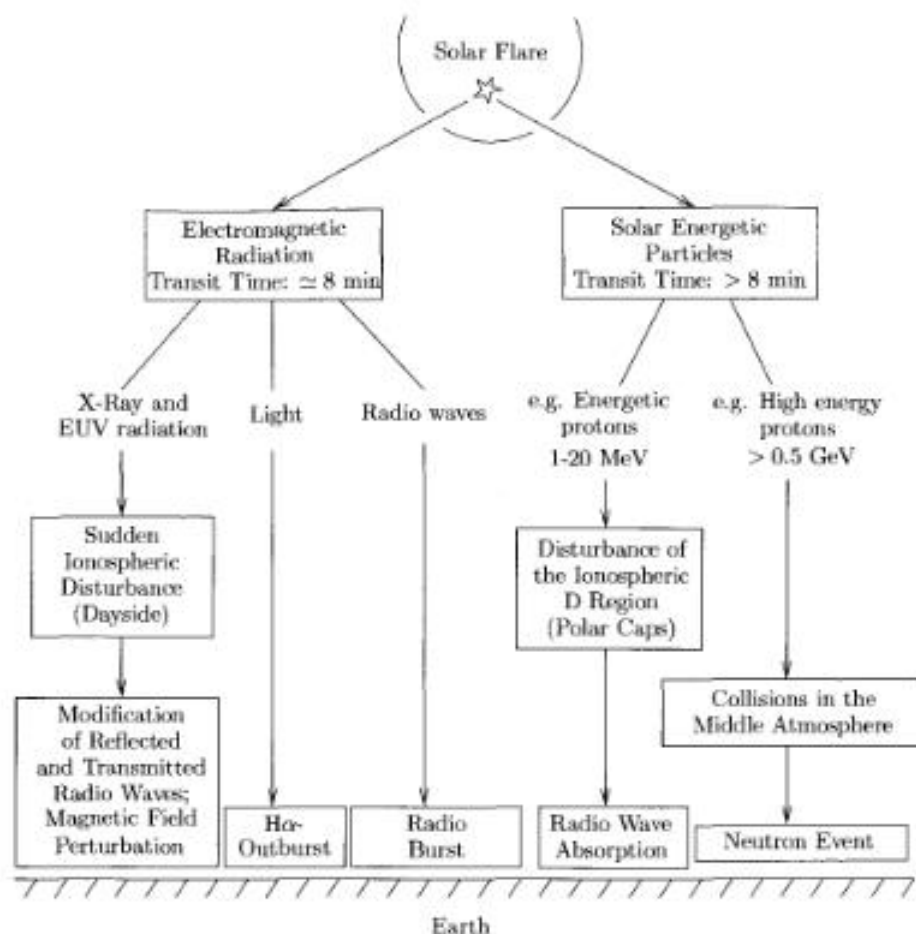 Solar Flare
Electromagnetic
Radiation
Transit Time: ≃ 8 min
Solar Energetic
Particles
Transit Time: > 8 min
X-Ray and
EUV radiation
Light
Radio waves
e.g. Energetic
protons
1-20 MeV
e.g. High energy
protons
> 0.5 GeV
Sudden
Ionospheric
Disturbance
(Dayside)
Disturbance of
the Ionospheric
D Region
(Polar Caps)
Modification
of Reflected
and Transmitted
Radio Waves;
Magnetic Field
Perturbation
Hα-
Outburst
Radio
Burst
Radio Wave
Absorption
Collisions in the
Middle Atmosphere
Neutron Event
Earth